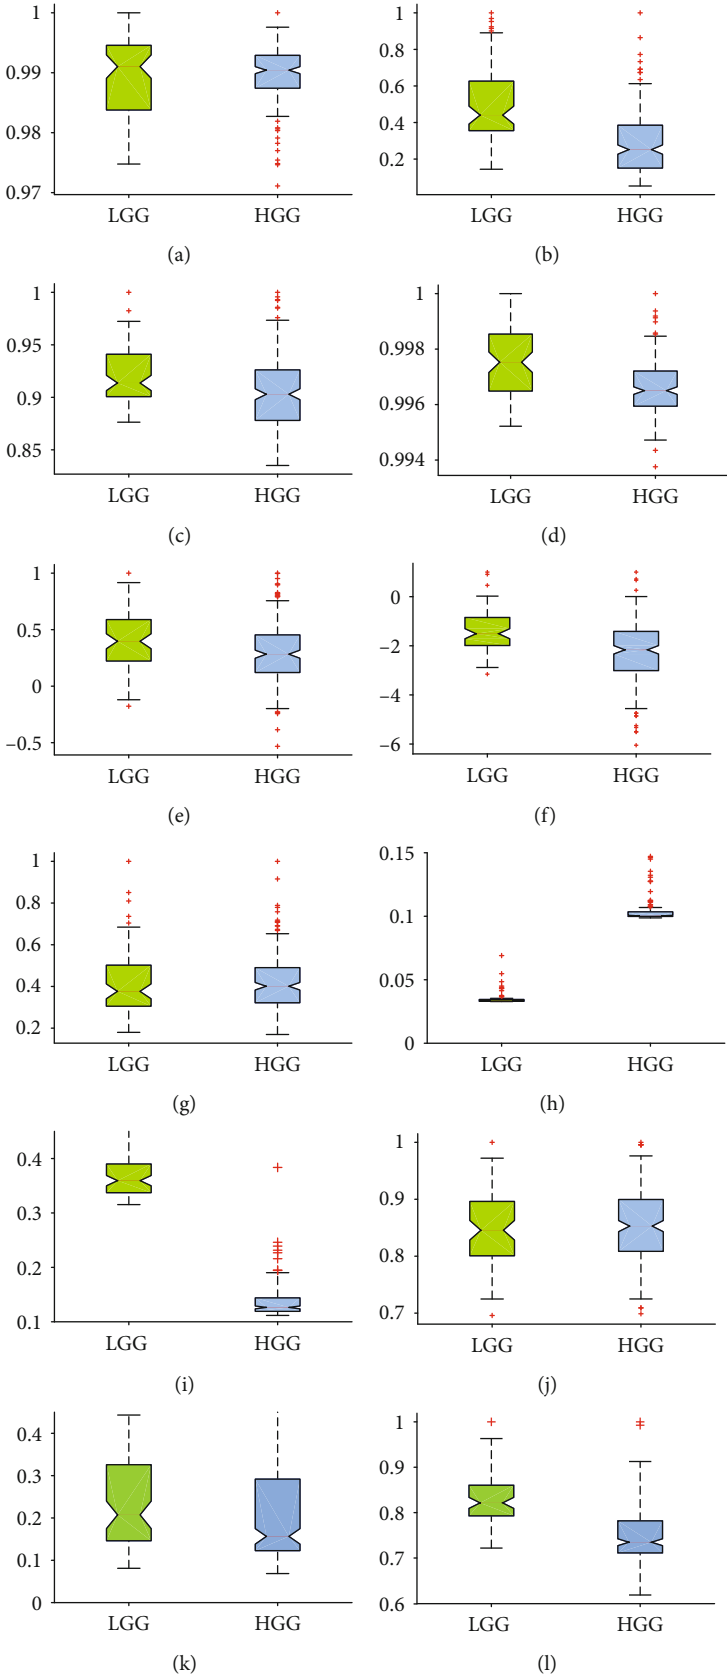 1
0.99
0.98
0.97
LGG HGG
(a)
1
0.8
0.6
0.4
0.2
LGG HGG
(b)
1
0.95
0.9
0.85
LGG HGG
(c)
1
0.998
0.996
0.994
LGG HGG
(d)
1
0.5
0
−0.5
LGG HGG
(e)
0
−2
−4
−6
LGG HGG
(f)
1
0.8
0.6
0.4
0.2
LGG HGG
(g)
0.15
0.1
0.05
0
LGG HGG
(h)
0.4
0.3
0.2
0.1
LGG HGG
(i)
1
0.9
0.8
0.7
LGG HGG
(j)
0.4
0.3
0.2
0.1
0
LGG HGG
(k)
1
0.9
0.8
0.7
0.6
LGG HGG
(l)